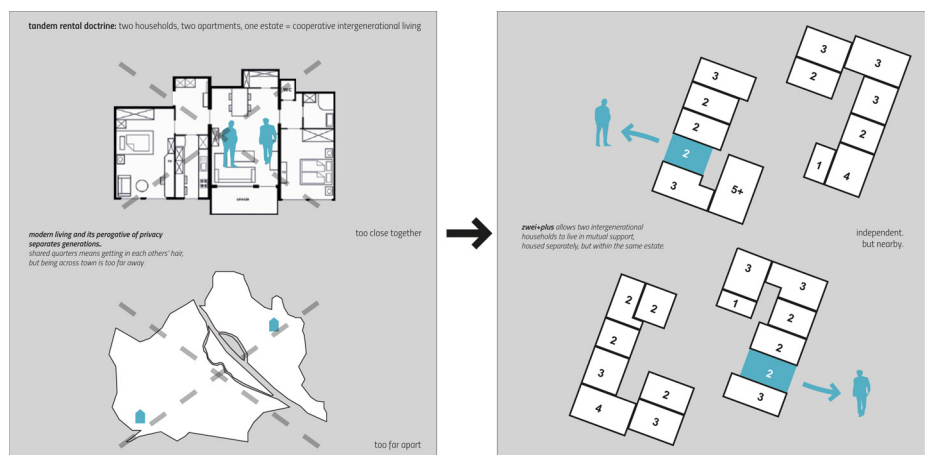 tandem rental doctrine: two households, two apartments, one estate = cooperative intergenerational living
WC
modern living and its perogative of privacy
separates generations..
shared quarters means getting in each others' hair,
but being across town is too far away
too close together
too far apart
3
2
2
2
3
5+
3
3
2
3
2
1
4
zwei+plus allows two intergenerational
households to live in mutual support,
housed separately, but within the same estate.
independent.
but nearby.
2
2
2
3
4
2
3
3
3
1
2
2
2
3